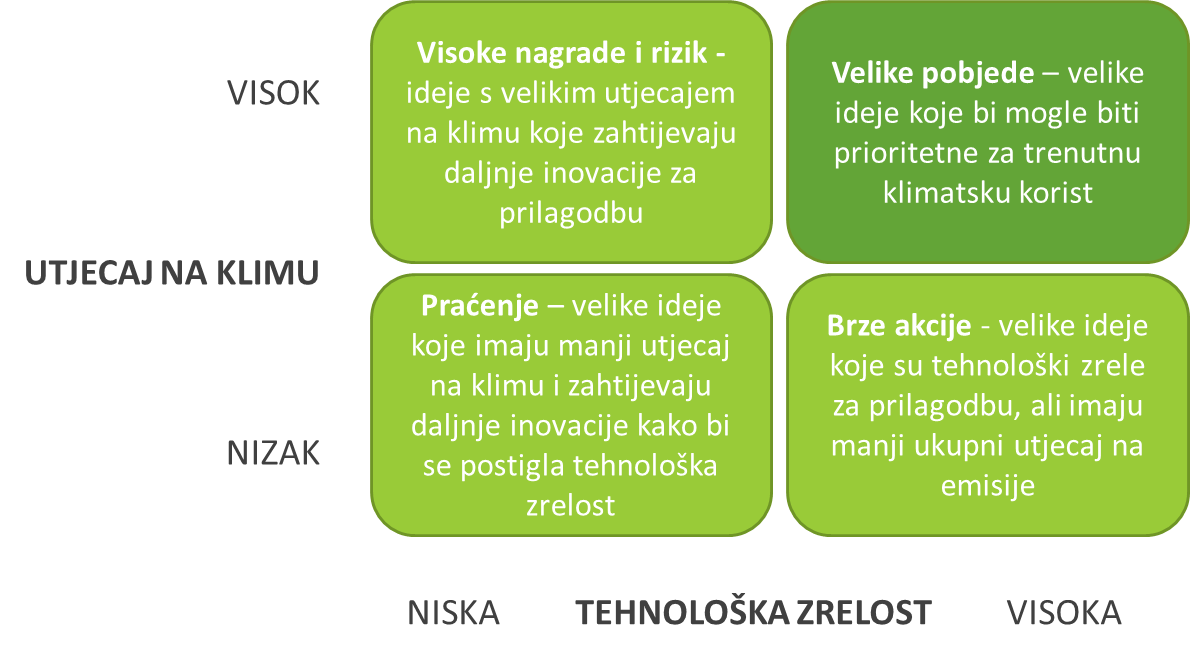 VISOK
Visoke nagrade i rizik -
ideje s velikim utjecajem
na klimu koje zahtijevaju
daljnje inovacije za
prilagodbu
Velike pobjede – velike
ideje koje bi mogle biti
prioritetne za trenutnu
klimatsku korist
UTJECAJ NA KLIMU
NIZAK
Praćenje – velike ideje
koje imaju manji utjecaj
na klimu i zahtijevaju
daljnje inovacije kako bi
se postigla tehnološka
zrelost
Brze akcije - velike ideje
koje su tehnološki zrele
za prilagodbu, ali imaju
manji ukupni utjecaj na
emisije
NISKA
TEHNOLOŠKA ZRELOST
VISOKA